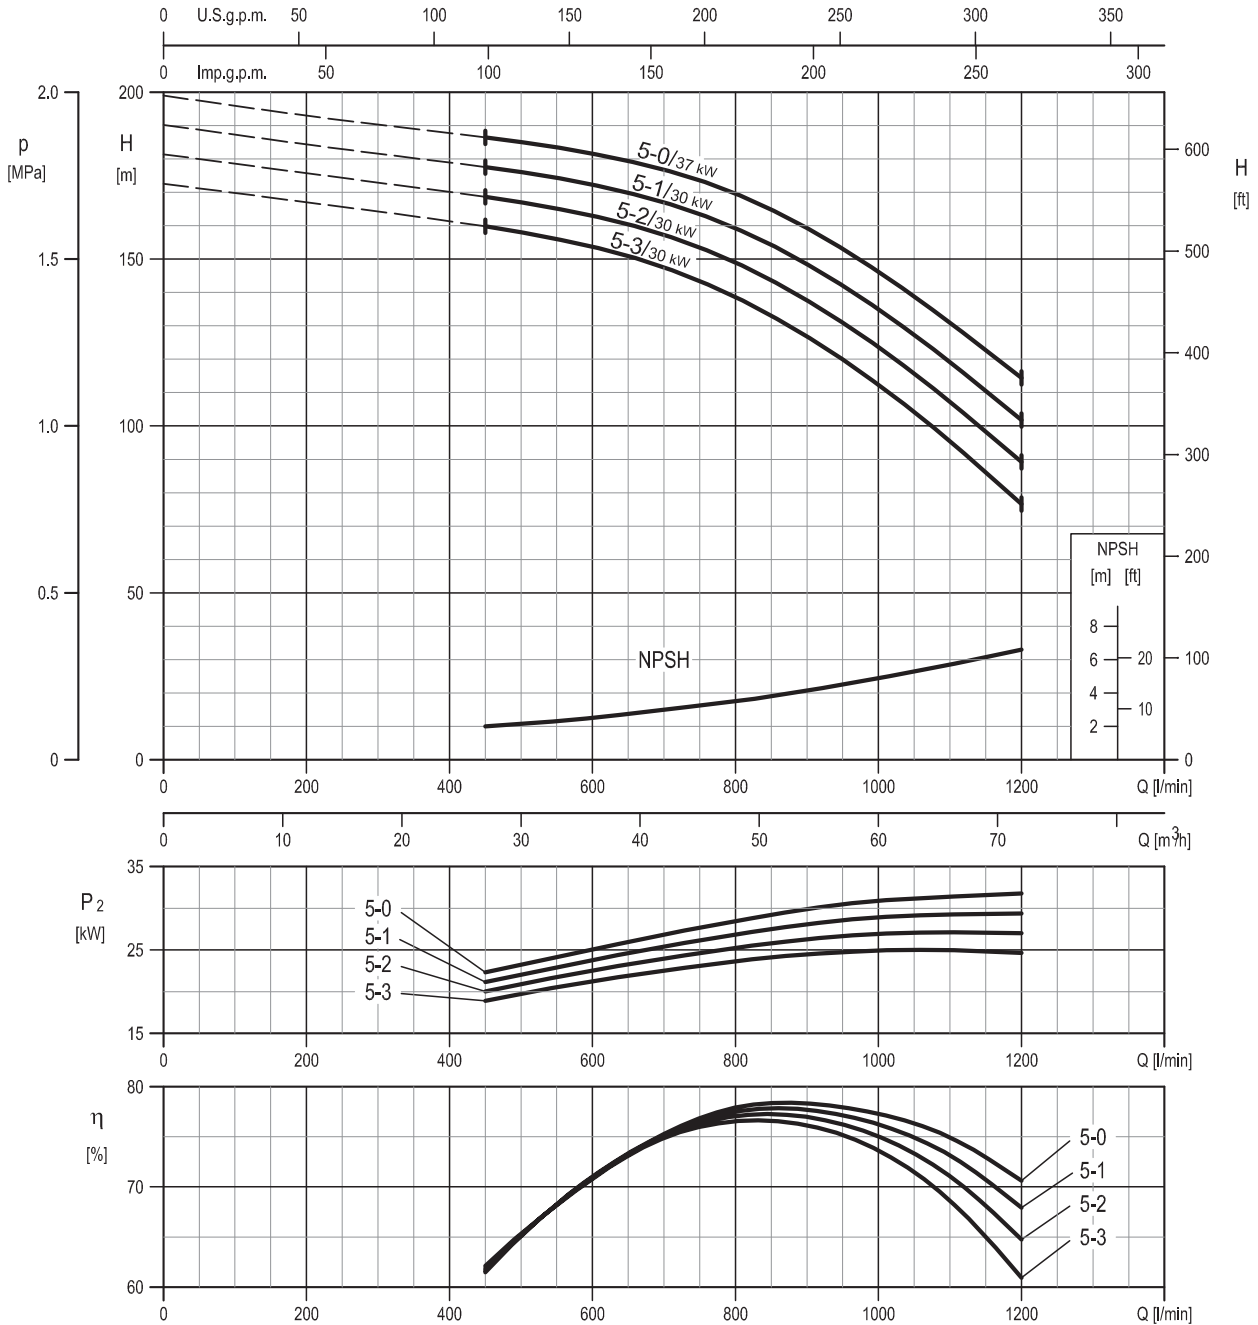 0 U.S.g.p.m. 50 100 150 200 250 300 350
0 Imp.g.p.m. 50 100 150 200 250 300
p
[MPa]
2.0
1.5
1.0
0.5
0
H
[m]
200
150
100
50
0
H
[ft]
600
500
400
300
200
100
0
5-0/37 kW
5-1/30 kW
5-2/30 kW
5-3/30 kW
NPSH
NPSH
[m] [ft]
8
6 20
4
10
2
0 200 400 600 800 1000 1200 Q [l/min]
0 10 20 30 40 50 60 70 Q [m³/h]
P2
[kW]
35
25
15
5-0
5-1
5-2
5-3
0 200 400 600 800 1000 1200 Q [l/min]
η
[%]
80
70
60
5-0
5-1
5-2
5-3
0 200 400 600 800 1000 1200 Q [l/min]